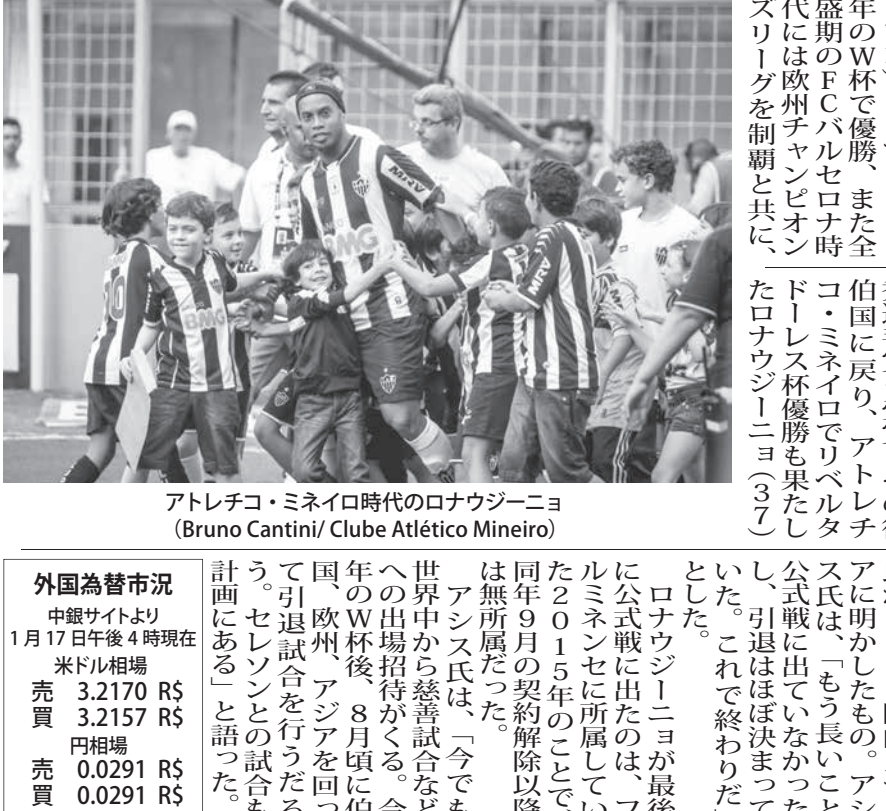 年のW杯で優勝、また全
盛期のFCバルセロナ時
代には欧州チャンピオン
ズリーグを制覇と共に、
伯国に戻り、アトレチ
コ・ミネイロでリベルタ
ドーレス杯優勝も果たし
たロナウジーニョ(37)
アに明かしたもの。アシ
ス氏は、「もう長いこと
公式戦に出ていなかった
し、引退はほぼ決まって
いた。これで終わりだ」
とした。
ロナウジーニョが最後
に公式戦に出たのは、フ
ルミネンセに所属してい
た2015年のことで、
同年9月の契約解除以降
は無所属だった。
アシス氏は、「今でも
世界中から慈善試合など
への出場招待がくる。今
年のW杯後、8月頃に伯
国、欧州、アジアを回っ
て引退試合を行うだろ
う。セレソンとの試合も
計画にある」と語った。
MRV
BMG
MRV
BMG
10
アトレチコ・ミネイロ時代のロナウジーニョ
(Bruno Cantini/ Clube Atlético Mineiro)
外国為替市況
中銀サイトより
1月17日午後4時現在
米ドル相場
売 3.2170 R$
買 3.2157 R$
円相場
売 0.0291 R$
買 0.0291 R$